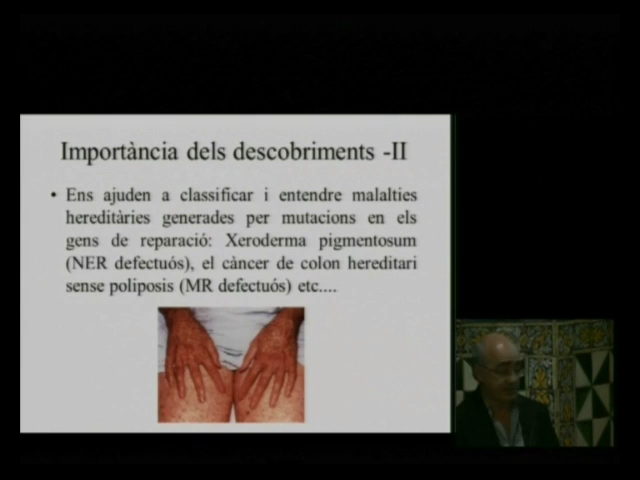 Importància dels descobriments -II
• Ens ajuden a classificar i entendre malalties
hereditàries generades per mutacions en els
gens de reparació: Xeroderma pigmentosum
(NER defectuós), el càncer de colon hereditari
sense poliposis (MR defectuós) etc....